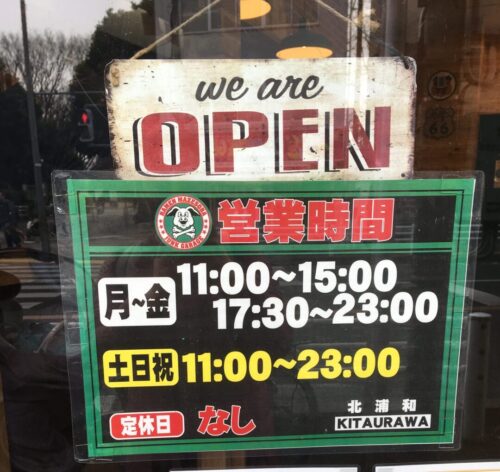 we are
OPEN
営業時間
月~金
11:00~15:00
17:30~23:00
土日祝 11:00~23:00
定休日 なし
北浦和
KITAURAWA
66